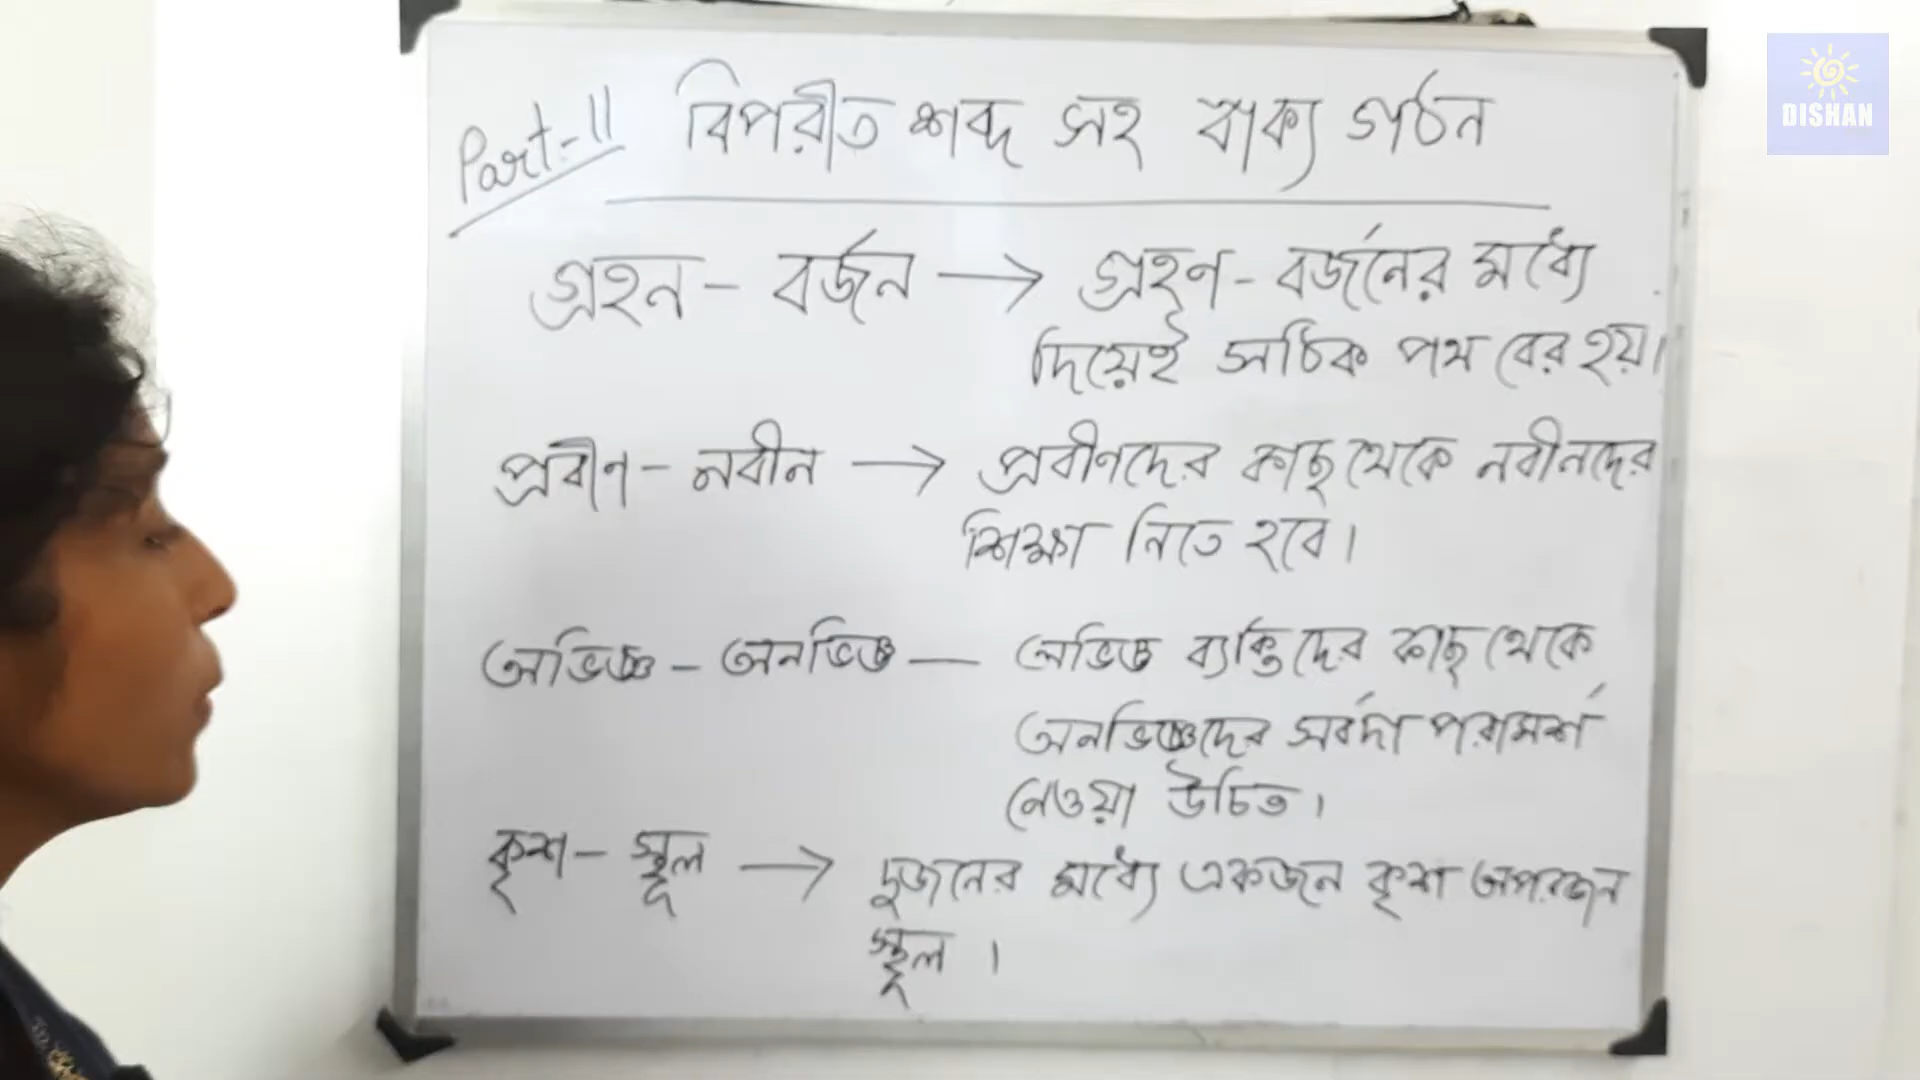 Part-II বিপরীত শব্দ সহ বাক্য গঠন
DISHAN
গ্রহন - বর্জন → গ্রহণ - বর্জনের মধ্যে
দিয়েই সঠিক পথ বের হয়।
প্রবীণ - নবীন → প্রবীণদের কাছ থেকে নবীনদের
শিক্ষা নিতে হবে।
অভিজ্ঞ - অনভিজ্ঞ — অভিজ্ঞ ব্যক্তিদের কাছ থেকে
অনভিজ্ঞদের সর্বদা পরামর্শ
নেওয়া উচিত।
কৃশ - স্থূল → দুজনের মধ্যে একজন কৃশ অপরজন
স্থূল ।